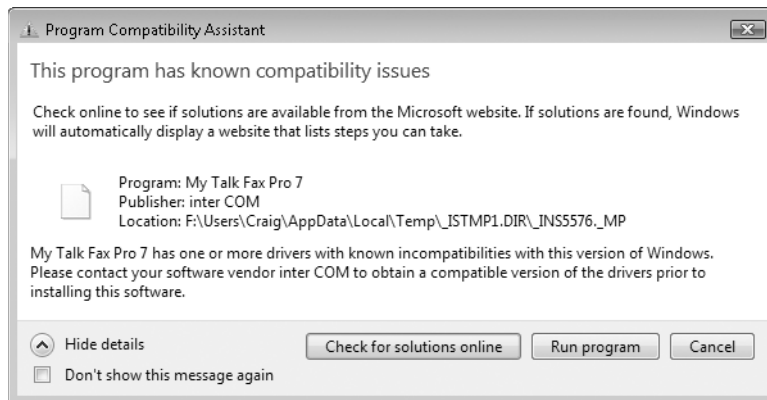 Program Compatibility Assistant
This program has known compatibility issues
Check online to see if solutions are available from the Microsoft website. If solutions are found, Windows
will automatically display a website that lists steps you can take.
Program: My Talk Fax Pro 7
Publisher: inter COM
Location: F:\Users\Craig\AppData\Local\Temp\_ISTMP1.DIR\_INS5576._MP
My Talk Fax Pro 7 has one or more drivers with known incompatibilities with this version of Windows.
Please contact your software vendor inter COM to obtain a compatible version of the drivers prior to
installing this software.
Hide details
Check for solutions online
Run program
Cancel
Don't show this message again